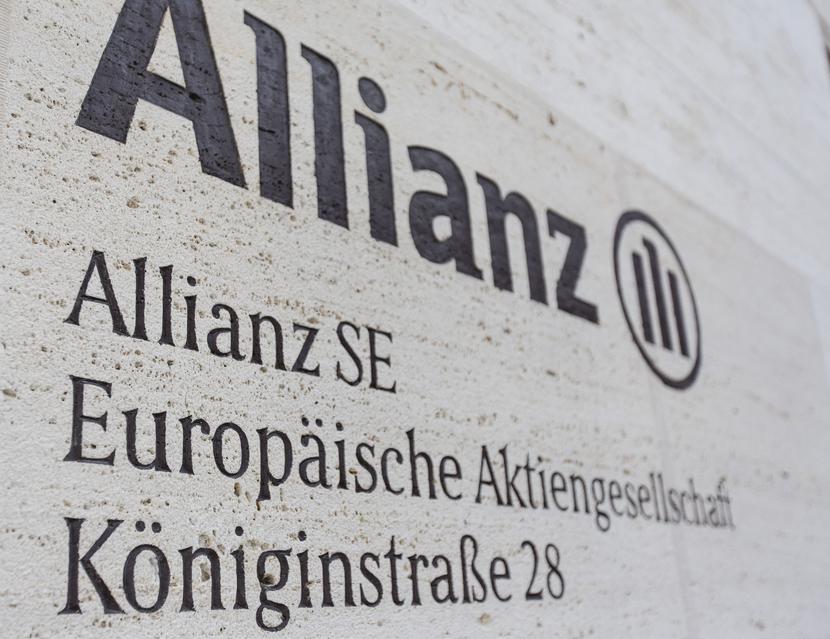 Allianz
Allianz SE
Europäische Aktiengesellschaft
Königinstraße 28